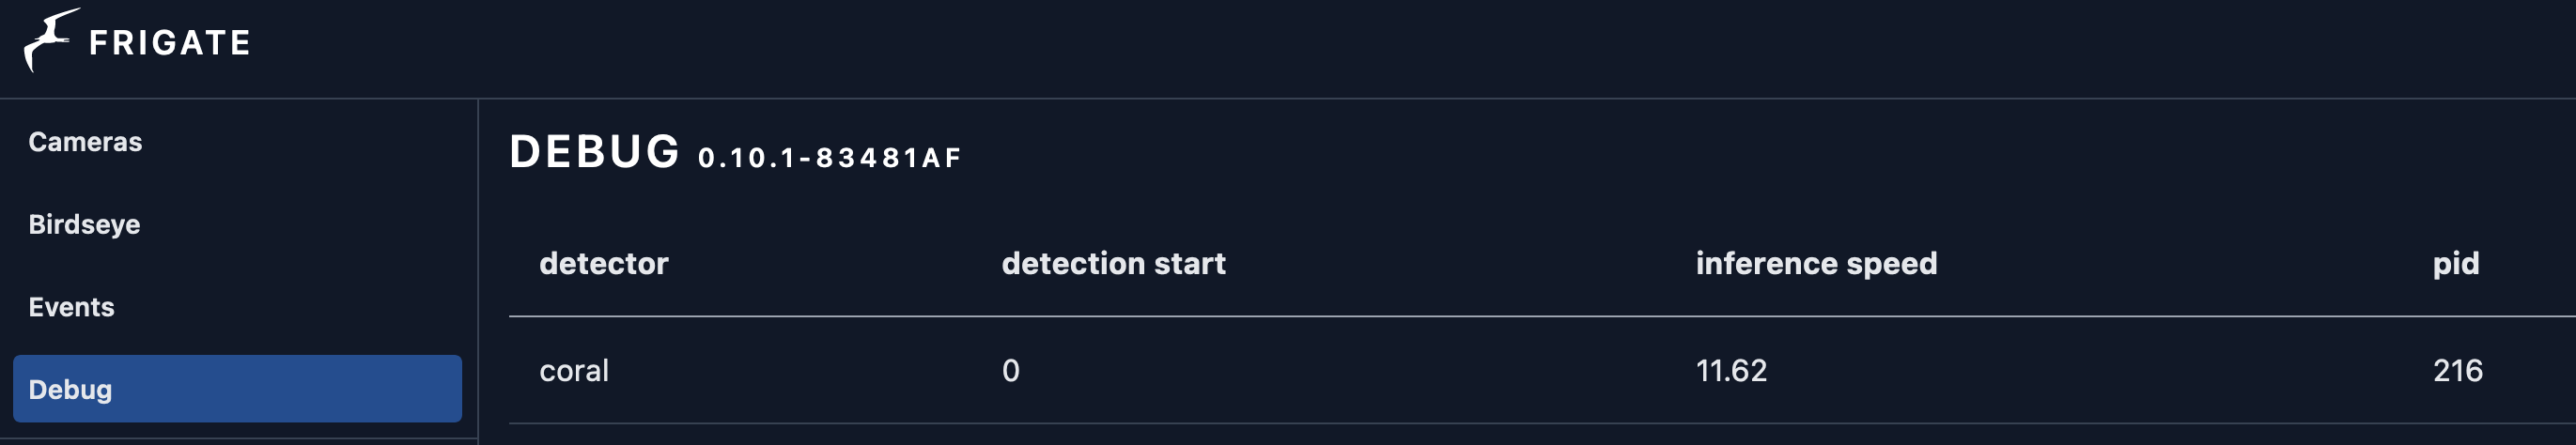 FRIGATE
Cameras
Birdseye
Events
Debug
DEBUG 0.10.1-83481AF
detector detection start inference speed pid
coral 0 11.62 216